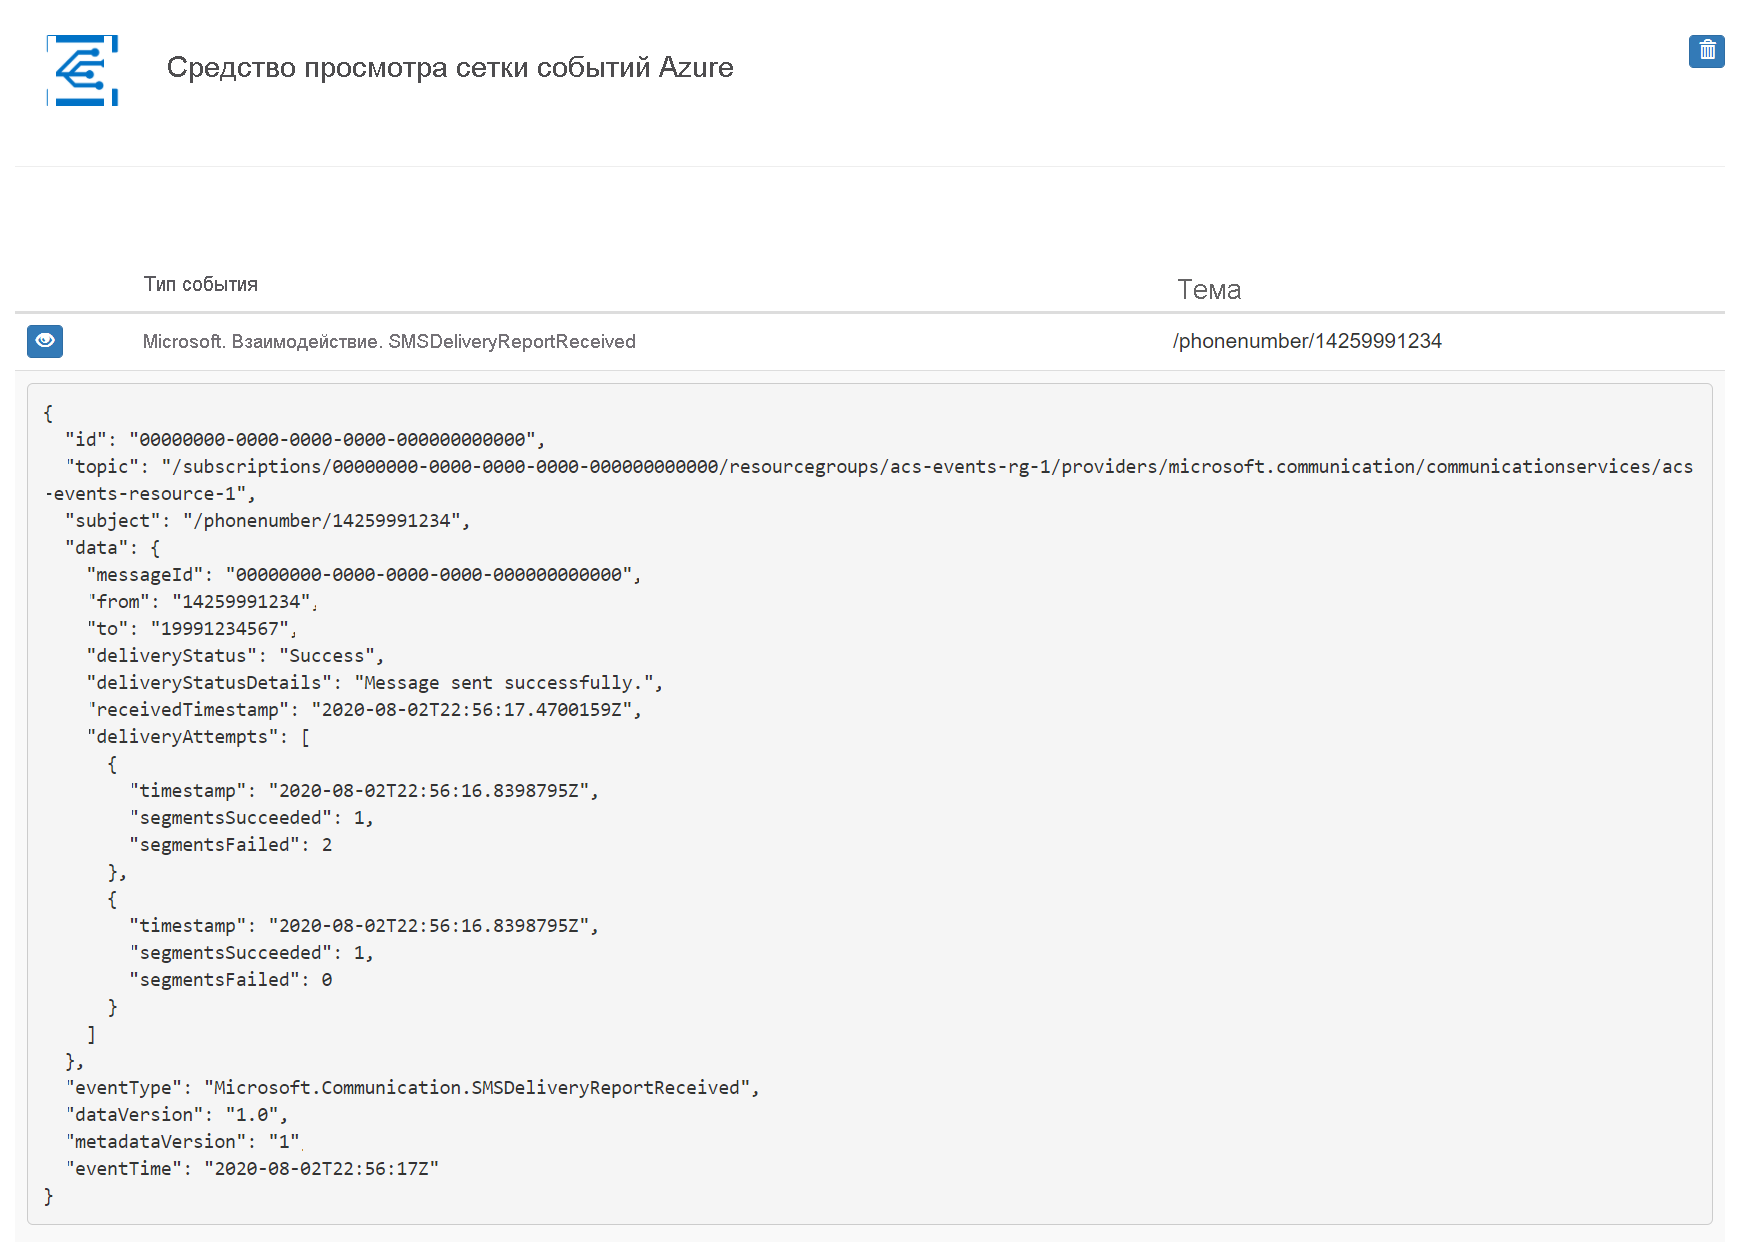 Средство просмотра сетки событий Azure
Тип события
Тема
Microsoft. Взаимодействие. SMSDeliveryReportReceived
/phonenumber/14259991234
{
"id": "00000000-0000-0000-0000-000000000000",
"topic": "/subscriptions/00000000-0000-0000-0000-000000000000/resourcegroups/acs-events-rg-1/providers/microsoft.communication/communicationservices/acs
-events-resource-1",
"subject": "/phonenumber/14259991234",
"data": {
"messageId": "00000000-0000-0000-0000-000000000000",
"from": "14259991234",
"to": "19991234567",
"deliveryStatus": "Success",
"deliveryStatusDetails": "Message sent successfully.",
"receivedTimestamp": "2020-08-02T22:56:17.4700159Z",
"deliveryAttempts": [
{
"timestamp": "2020-08-02T22:56:16.8398795Z",
"segmentsSucceeded": 1,
"segmentsFailed": 2
},
{
"timestamp": "2020-08-02T22:56:16.8398795Z",
"segmentsSucceeded": 1,
"segmentsFailed": 0
}
]
},
"eventType": "Microsoft.Communication.SMSDeliveryReportReceived",
"dataVersion": "1.0",
"metadataVersion": "1",
"eventTime": "2020-08-02T22:56:17Z"
}